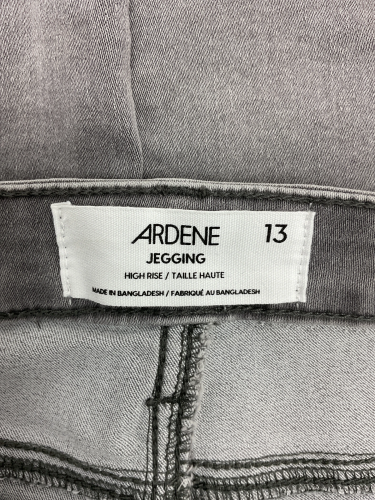 ARDENE 13
JEGGING
HIGH RISE / TAILLE HAUTE
MADE IN BANGLADESH / FABRIQUÉ AU BANGLADESH